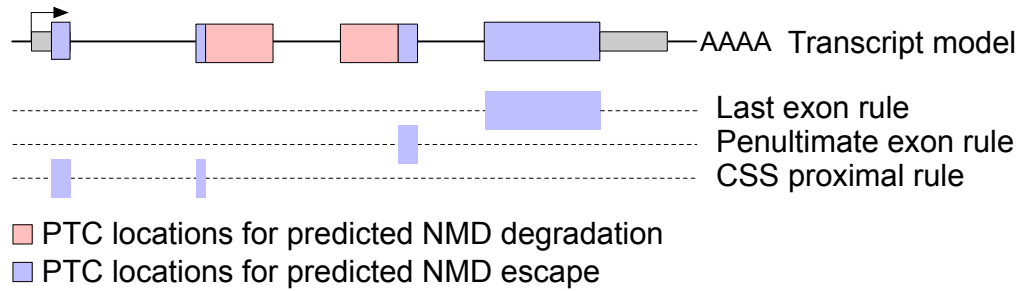 AAAA Transcript model
Last exon rule
Penultimate exon rule
CSS proximal rule
PTC locations for predicted NMD degradation
PTC locations for predicted NMD escape